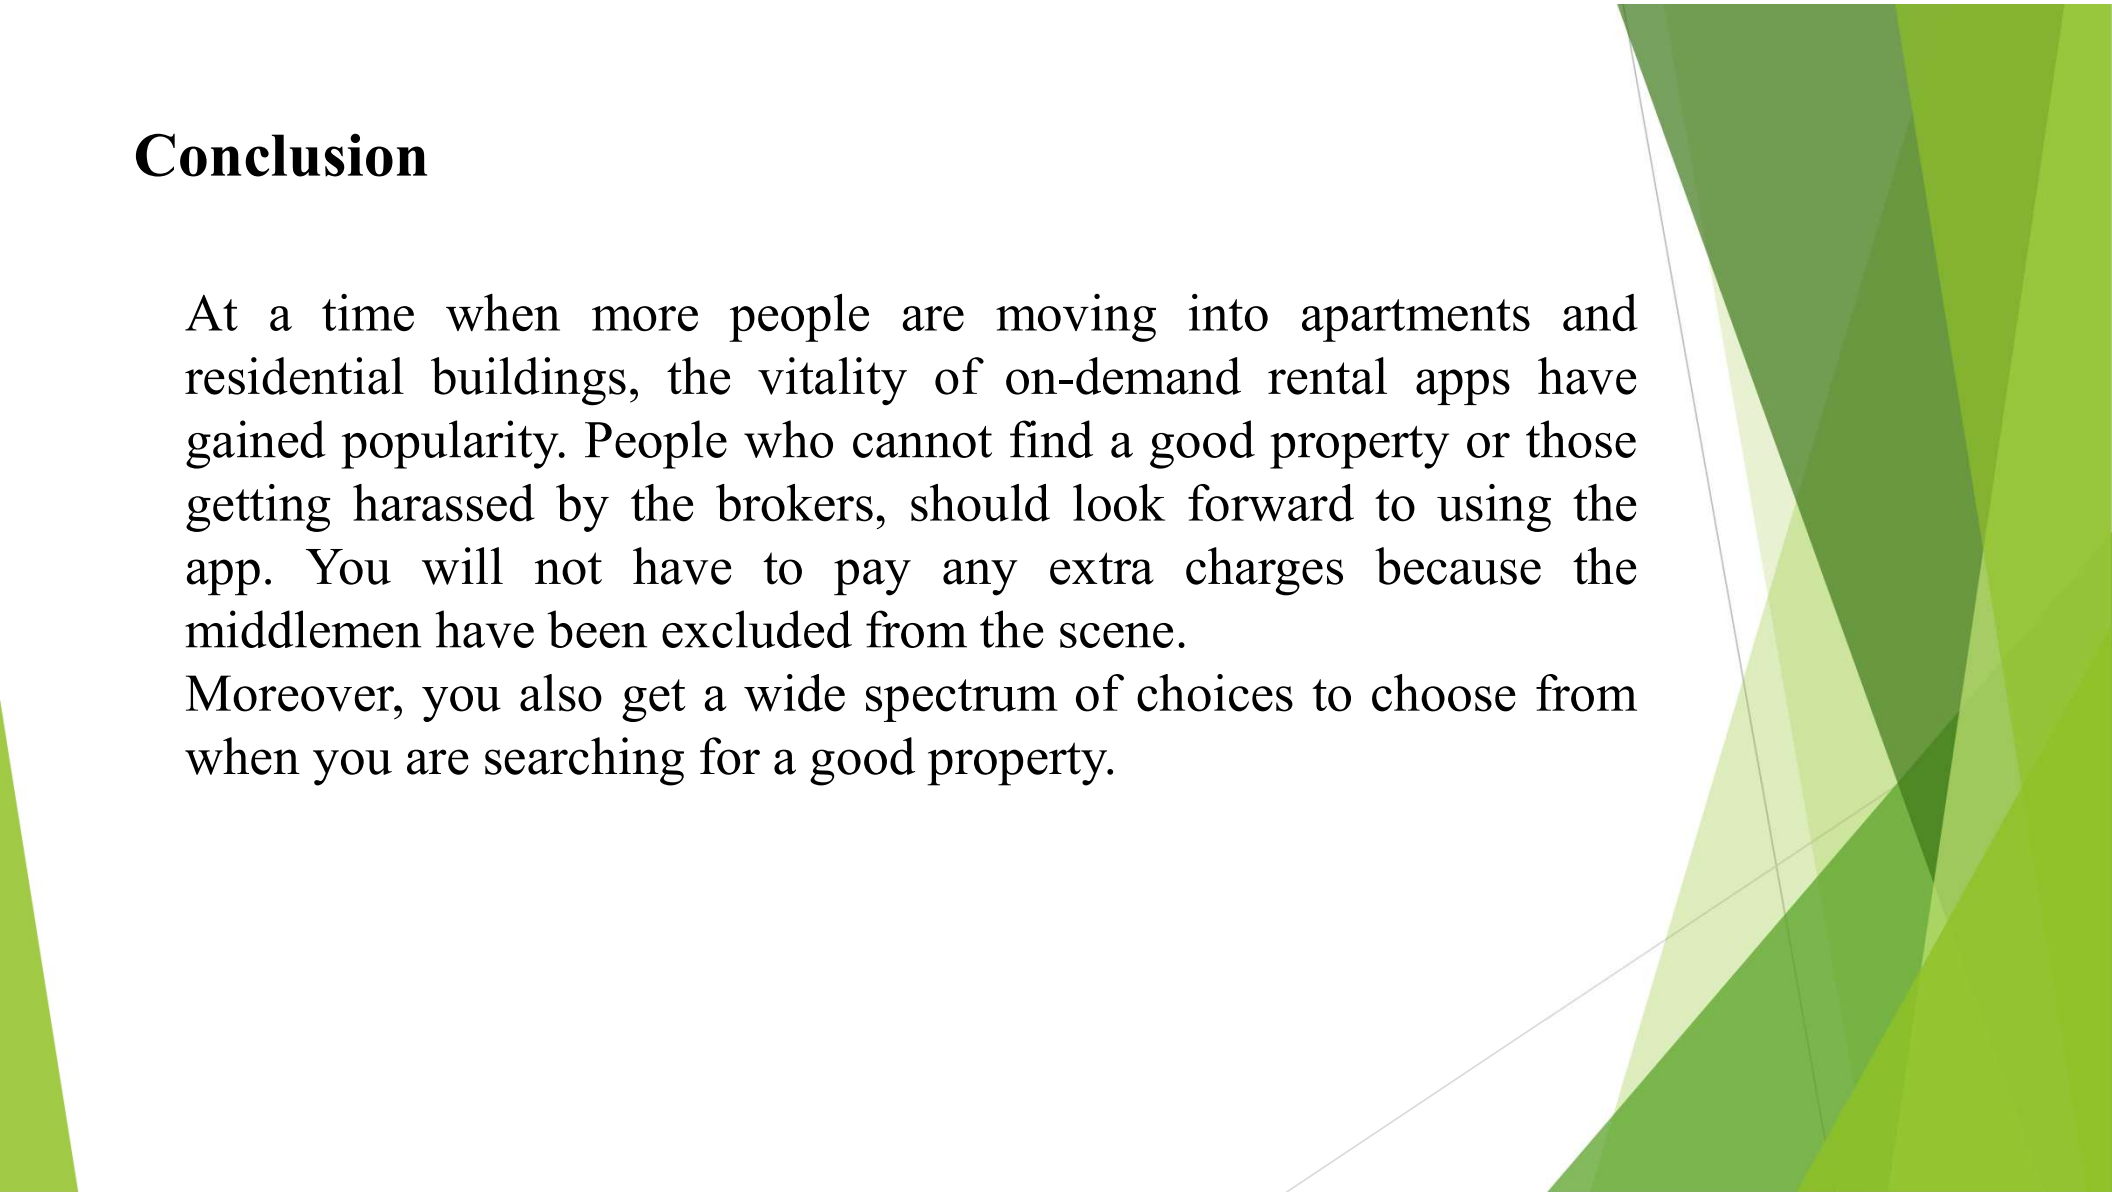 Conclusion
At a time when more people are moving into apartments and
residential buildings, the vitality of on-demand rental apps have
gained popularity. People who cannot find a good property or those
getting harassed by the brokers, should look forward to using the
app. You will not have to pay any extra charges because the
middlemen have been excluded from the scene.
Moreover, you also get a wide spectrum of choices to choose from
when you are searching for a good property.